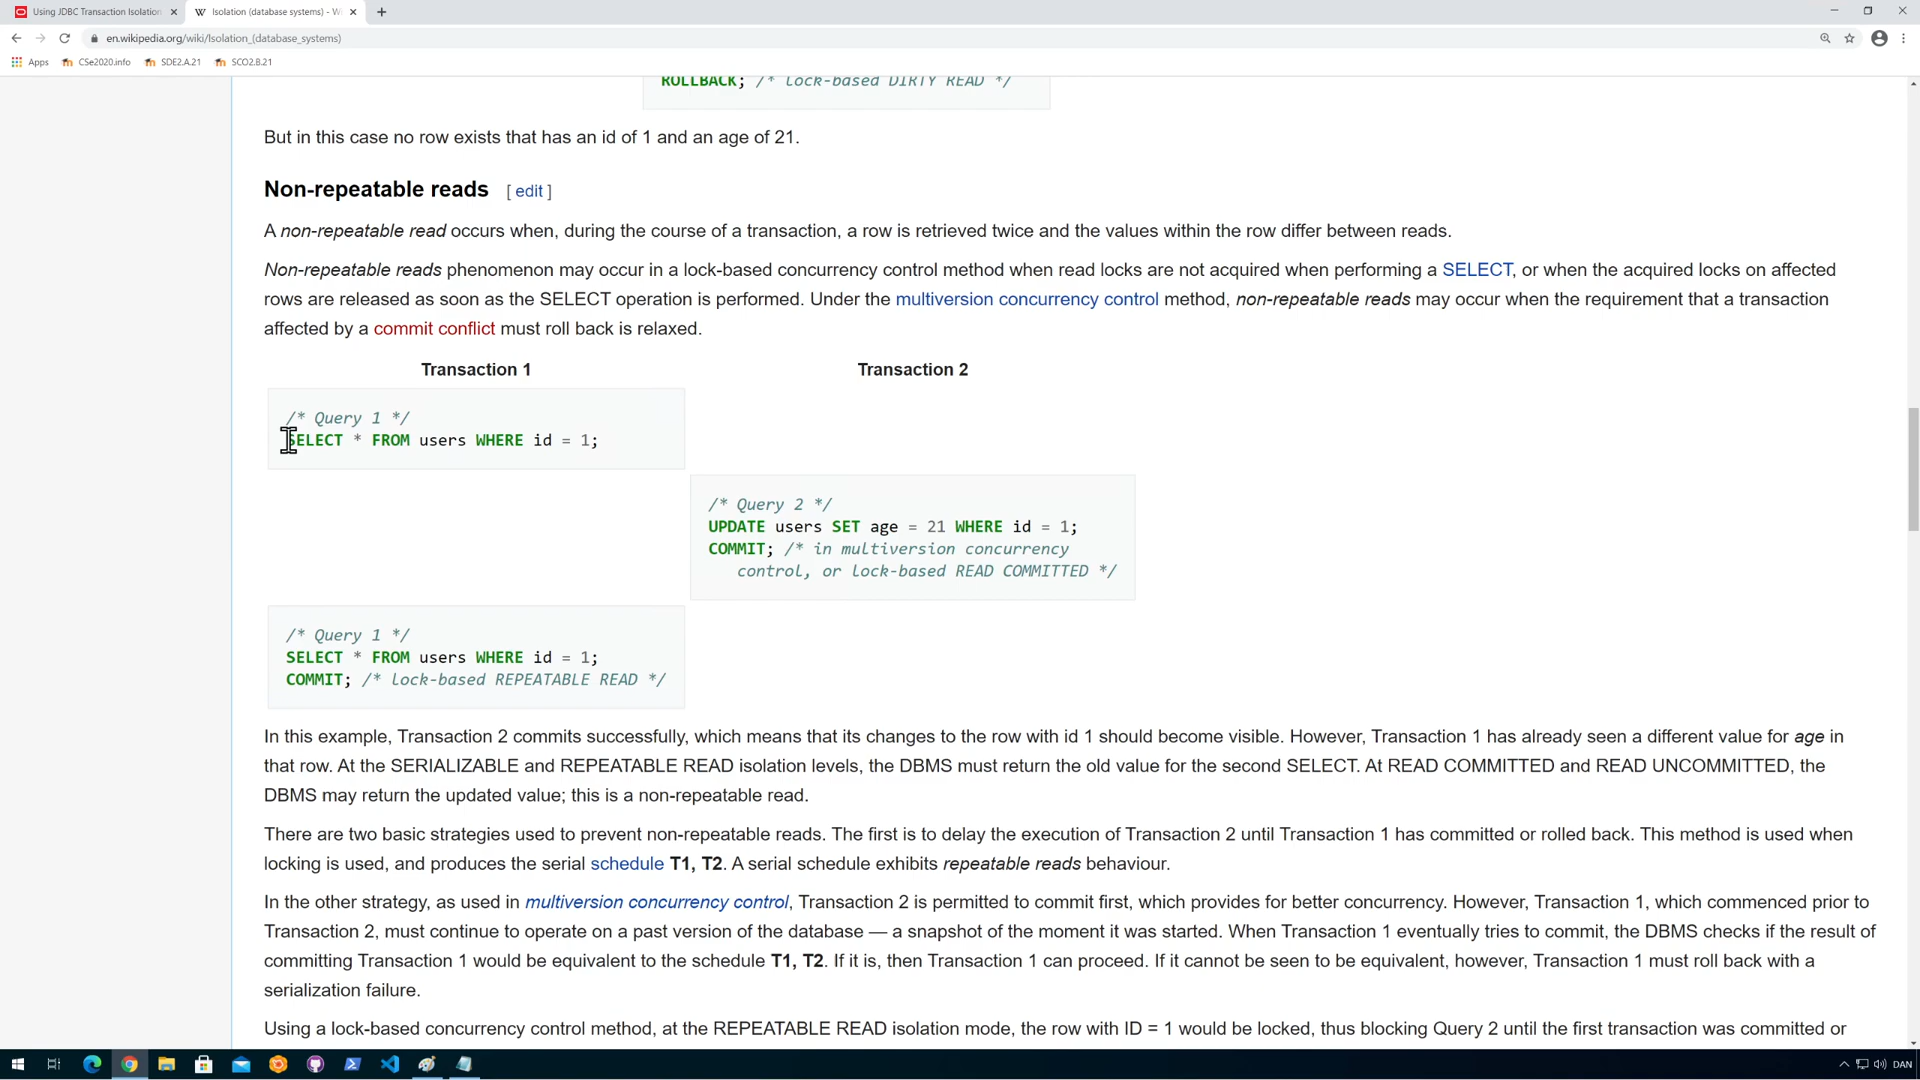 Using JDBC Transaction Isolation
Isolation (database systems) - W
en.wikipedia.org/wiki/Isolation_(database_systems)
Apps CSe2020.info SDE2.A.21 SCO2.B.21
ROLLBACK; /* lock-based DIRTY READ */
But in this case no row exists that has an id of 1 and an age of 21.
Non-repeatable reads [ edit ]
A non-repeatable read occurs when, during the course of a transaction, a row is retrieved twice and the values within the row differ between reads.
Non-repeatable reads phenomenon may occur in a lock-based concurrency control method when read locks are not acquired when performing a SELECT, or when the acquired locks on affected
rows are released as soon as the SELECT operation is performed. Under the multiversion concurrency control method, non-repeatable reads may occur when the requirement that a transaction
affected by a commit conflict must roll back is relaxed.
Transaction 1 Transaction 2
/* Query 1 */
SELECT * FROM users WHERE id = 1;
/* Query 2 */
UPDATE users SET age = 21 WHERE id = 1;
COMMIT; /* in multiversion concurrency
control, or lock-based READ COMMITTED */
/* Query 1 */
SELECT * FROM users WHERE id = 1;
COMMIT; /* lock-based REPEATABLE READ */
In this example, Transaction 2 commits successfully, which means that its changes to the row with id 1 should become visible. However, Transaction 1 has already seen a different value for age in
that row. At the SERIALIZABLE and REPEATABLE READ isolation levels, the DBMS must return the old value for the second SELECT. At READ COMMITTED and READ UNCOMMITTED, the
DBMS may return the updated value; this is a non-repeatable read.
There are two basic strategies used to prevent non-repeatable reads. The first is to delay the execution of Transaction 2 until Transaction 1 has committed or rolled back. This method is used when
locking is used, and produces the serial schedule T1, T2. A serial schedule exhibits repeatable reads behaviour.
In the other strategy, as used in multiversion concurrency control, Transaction 2 is permitted to commit first, which provides for better concurrency. However, Transaction 1, which commenced prior to
Transaction 2, must continue to operate on a past version of the database — a snapshot of the moment it was started. When Transaction 1 eventually tries to commit, the DBMS checks if the result of
committing Transaction 1 would be equivalent to the schedule T1, T2. If it is, then Transaction 1 can proceed. If it cannot be seen to be equivalent, however, Transaction 1 must roll back with a
serialization failure.
Using a lock-based concurrency control method, at the REPEATABLE READ isolation mode, the row with ID = 1 would be locked, thus blocking Query 2 until the first transaction was committed or
DAN